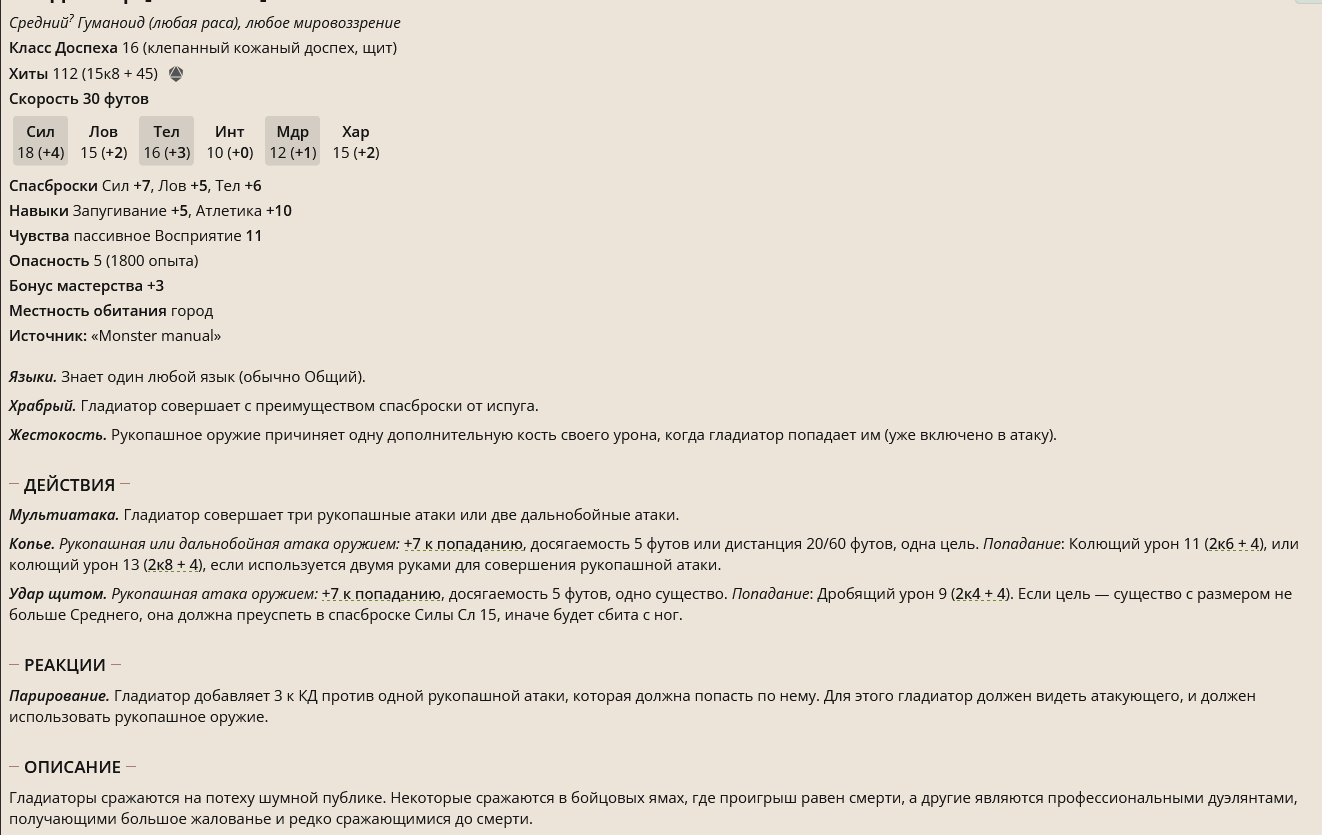 Средний? Гуманоид (любая раса), любое мировоззрение
Класс Доспеха 16 (клепанный кожаный доспех, щит)
Хиты 112 (15к8 + 45)
Скорость 30 футов
Сил Лов Тел Инт Мдр Хар
18 (+4) 15 (+2) 16 (+3) 10 (+0) 12 (+1) 15 (+2)
Спасброски Сил +7, Лов +5, Тел +6
Навыки Запугивание +5, Атлетика +10
Чувства пассивное Восприятие 11
Опасность 5 (1800 опыта)
Бонус мастерства +3
Местность обитания город
Источник: «Monster manual»
Языки. Знает один любой язык (обычно Общий).
Храбрый. Гладиатор совершает с преимуществом спасброски от испуга.
Жестокость. Рукопашное оружие причиняет одну дополнительную кость своего урона, когда гладиатор попадает им (уже включено в атаку).
— ДЕЙСТВИЯ —
Мультиатака. Гладиатор совершает три рукопашные атаки или две дальнобойные атаки.
Копье. Рукопашная или дальнобойная атака оружием: +7 к попаданию, досягаемость 5 футов или дистанция 20/60 футов, одна цель. Попадание: Колющий урон 11 (2к6 + 4), или
колющий урон 13 (2к8 + 4), если используется двумя руками для совершения рукопашной атаки.
Удар щитом. Рукопашная атака оружием: +7 к попаданию, досягаемость 5 футов, одно существо. Попадание: Дробящий урон 9 (2к4 + 4). Если цель — существо с размером не
больше Среднего, она должна преуспеть в спасброске Силы Сл 15, иначе будет сбита с ног.
— РЕАКЦИИ —
Парирование. Гладиатор добавляет 3 к КД против одной рукопашной атаки, которая должна попасть по нему. Для этого гладиатор должен видеть атакующего, и должен
использовать рукопашное оружие.
— ОПИСАНИЕ —
Гладиаторы сражаются на потеху шумной публике. Некоторые сражаются в бойцовых ямах, где проигрыш равен смерти, а другие являются профессиональными дуэлянтами,
получающими большое жалованье и редко сражающимися до смерти.